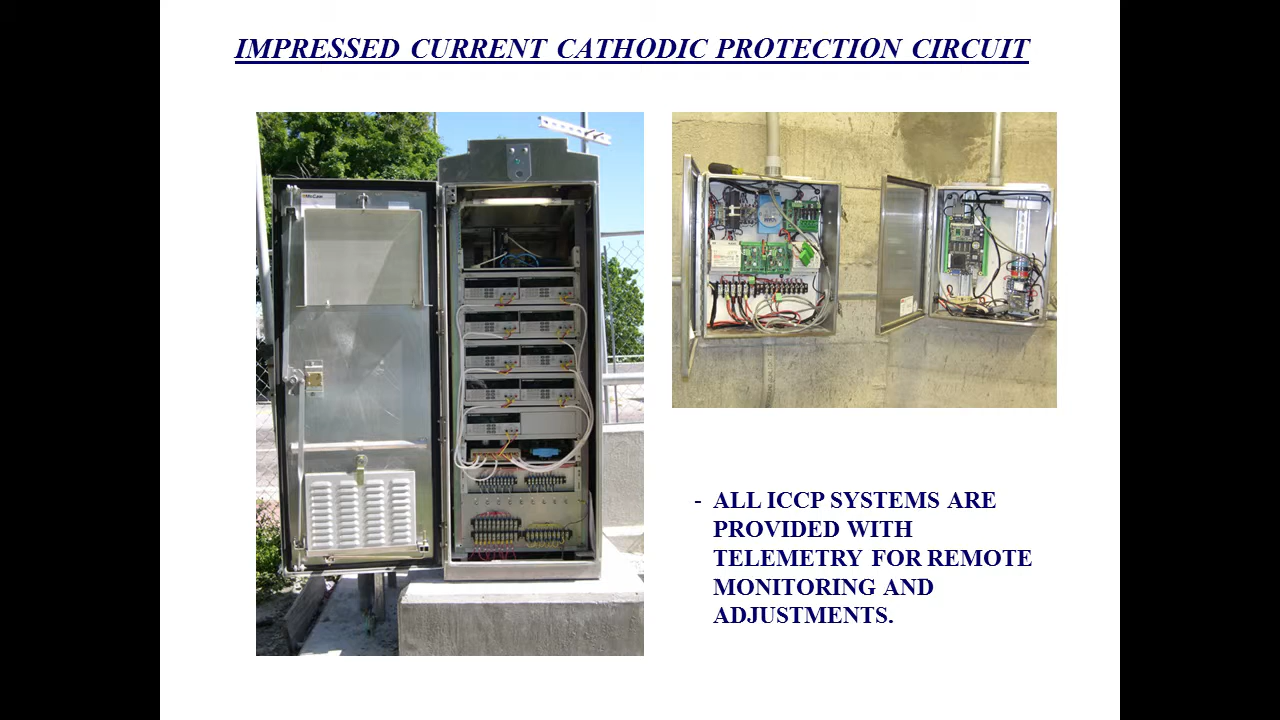 IMPRESSED CURRENT CATHODIC PROTECTION CIRCUIT
- ALL ICCP SYSTEMS ARE
PROVIDED WITH
TELEMETRY FOR REMOTE
MONITORING AND
ADJUSTMENTS.